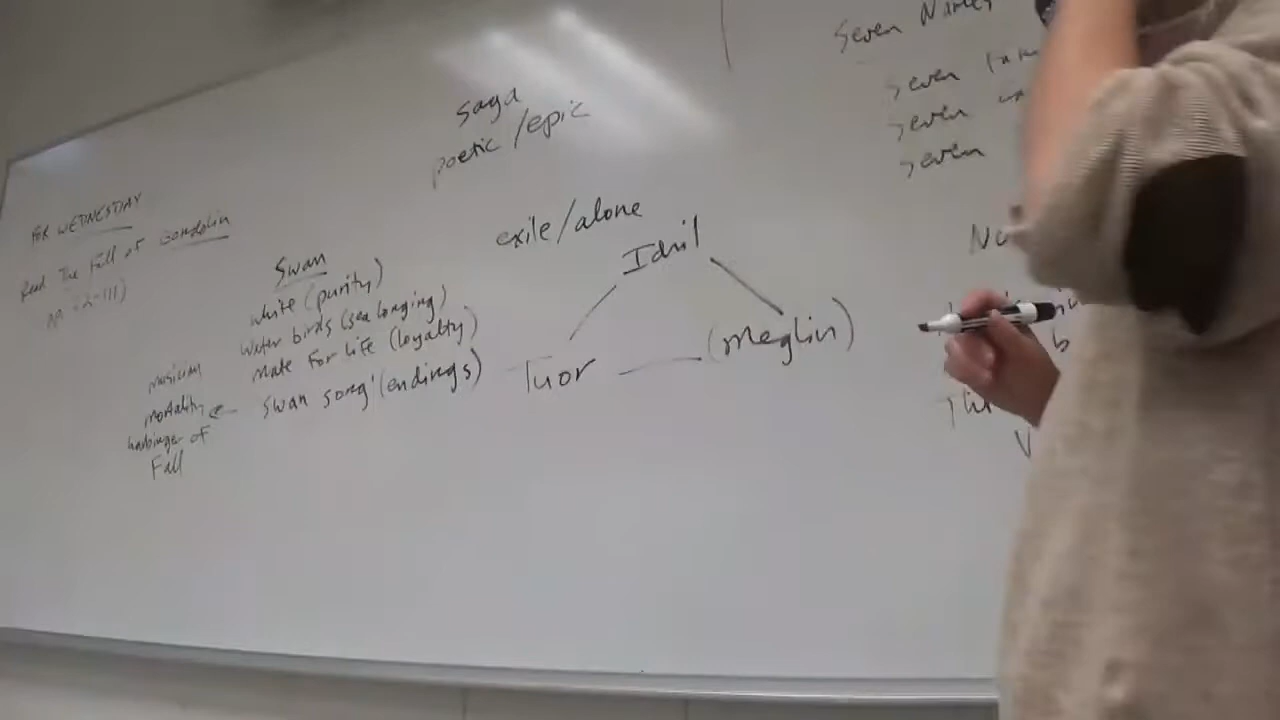 FOR WEDNESDAY
Read The Fall of Gondolin
saga
poetic/epic
Swan
white (purity)
Water birds (sea longing)
Mate for life (loyalty)
swan song (endings)
musician
mortality
harbinger of
Fall
exile/alone
Idril
Tuor
(Meglin)
Seven Names
seven
seven
seven